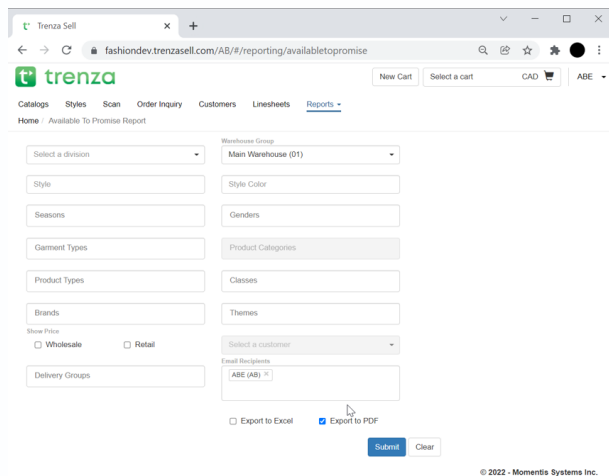 Trenza Sell
fashiondev.trenzasell.com/AB/#/reporting/availabletopromise
trenza
New Cart
Select a cart
CAD
ABE
Catalogs Styles Scan Order Inquiry Customers Linesheets Reports
Home / Available To Promise Report
Warehouse Group
Select a division
Main Warehouse (01)
Style
Style Color
Seasons
Genders
Garment Types
Product Categories
Product Types
Classes
Brands
Themes
Show Price
Wholesale
Retail
Select a customer
Email Recipients
Delivery Groups
ABE (AB) ×
Export to Excel
Export to PDF
Submit
Clear
© 2022 - Momentis Systems Inc.